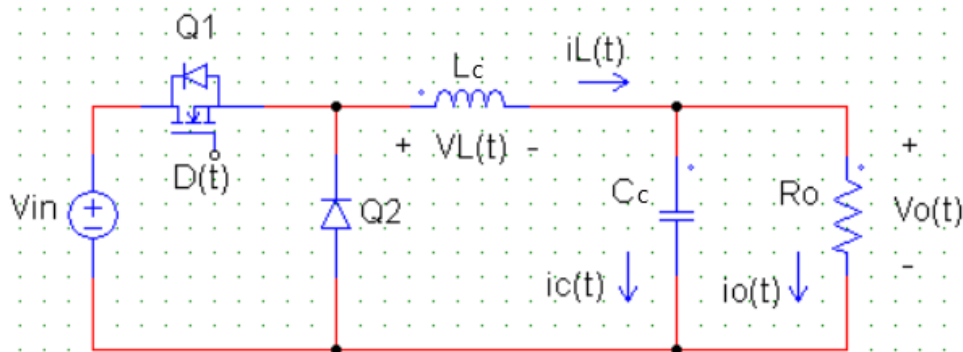 Q1
iL(t)
Lc
+ VL(t) -
D(t)
Vin
Q2
Cc
Ro
+
Vo(t)
-
ic(t)
io(t)